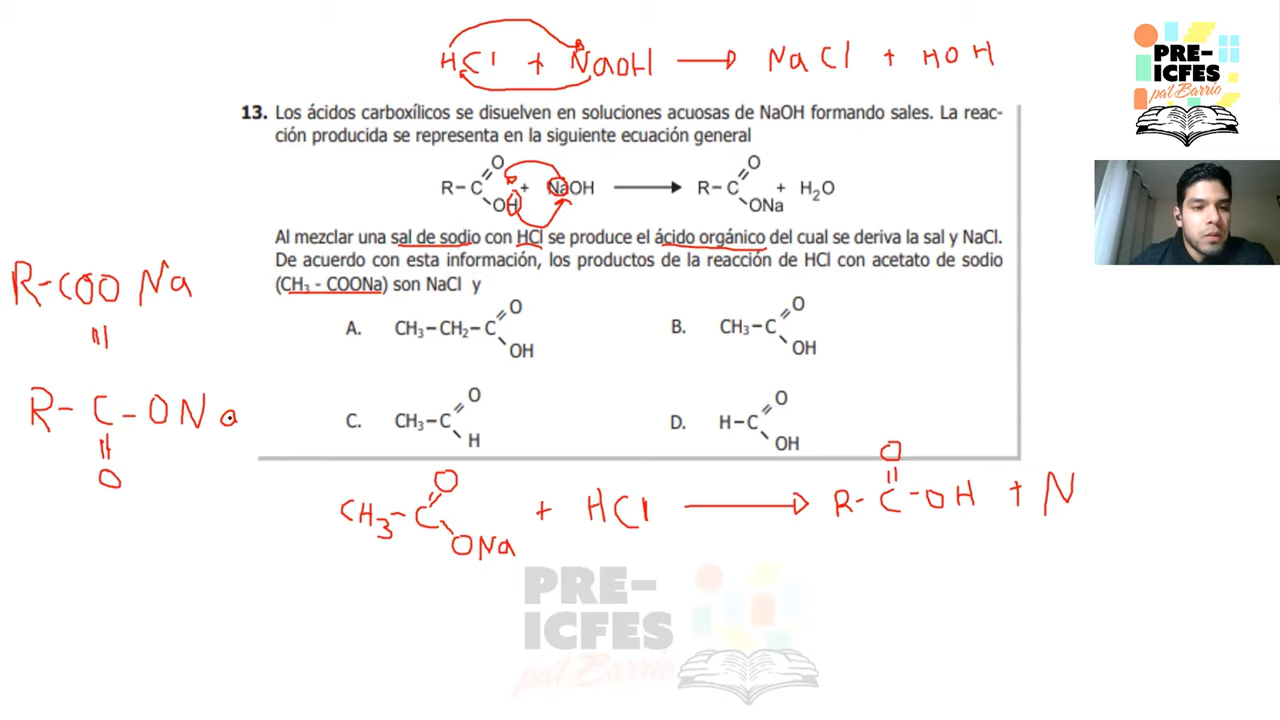 HCl + NaOH → NaCl + HOH
PRE-
ICFES
pa'l Barrio
13. Los ácidos carboxílicos se disuelven en soluciones acuosas de NaOH formando sales. La reac-
ción producida se representa en la siguiente ecuación general
O O
R–C + NaOH → R–C + H₂O
OH ONa
Al mezclar una sal de sodio con HCl se produce el ácido orgánico del cual se deriva la sal y NaCl.
De acuerdo con esta información, los productos de la reacción de HCl con acetato de sodio
(CH₃ - COONa) son NaCl y
R-COO Na
=
R-C-ONa
O
O
A. CH₃–CH₂–C
OH
O
B. CH₃–C
OH
O
C. CH₃–C
H
O
D. H–C
OH
O O
CH₃-C + HCl → R-C-OH + N
ONa
PRE-
ICFES
pa'l Barrio